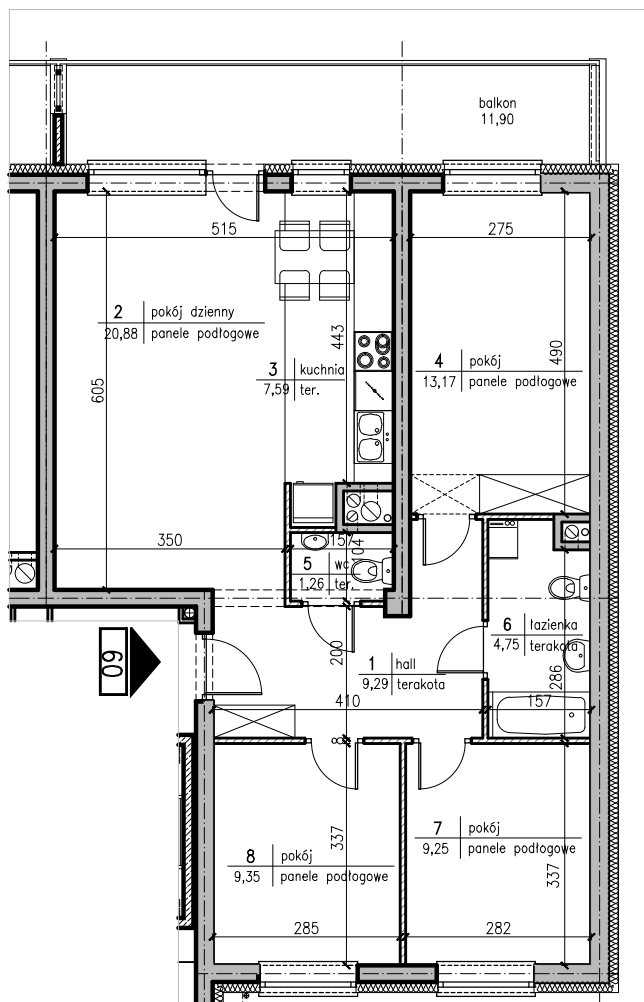 balkon
11,90
515
275
2 pokój dzienny
20,88 panele podłogowe
443
3 kuchnia
7,59 ter.
4 pokój
13,17 panele podłogowe
490
605
350
157
104
5 wc
1,26 ter.
6 łazienka
4,75 terakota
286
09
200
1 hall
9,29 terakota
410
157
8 pokój
9,35 panele podłogowe
337
7 pokój
9,25 panele podłogowe
337
285
282